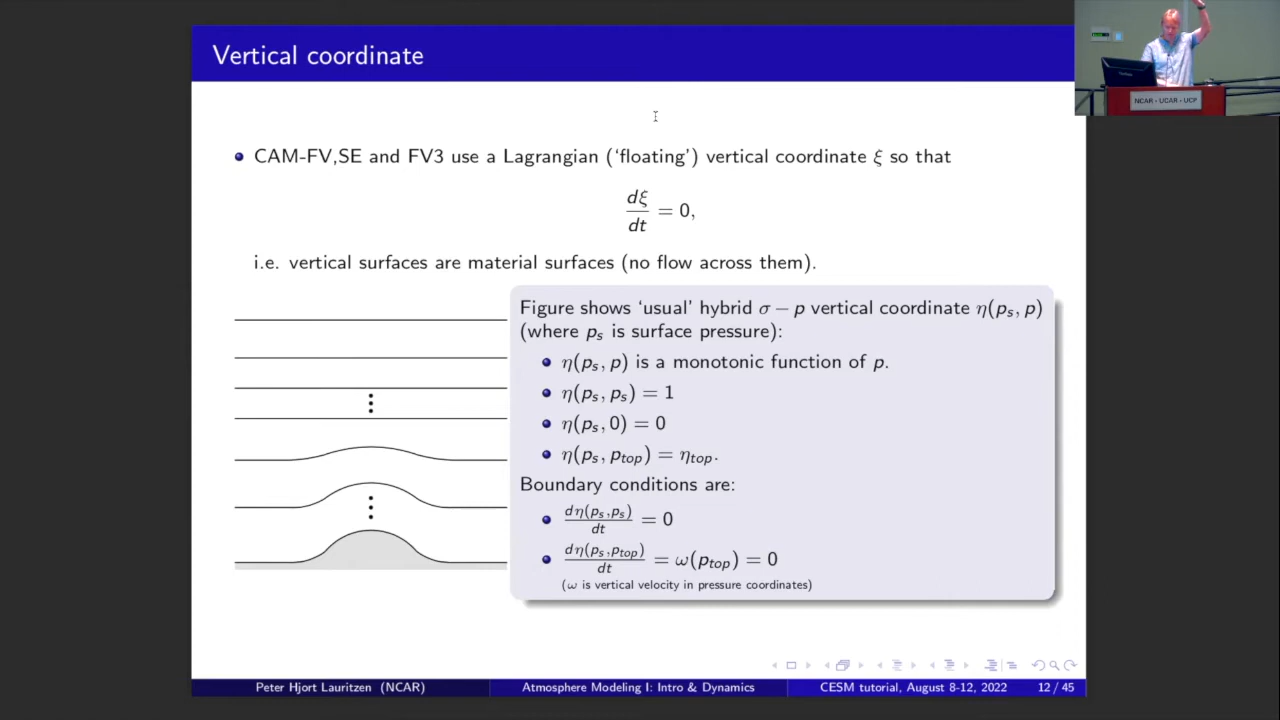 Vertical coordinate
CAM-FV,SE and FV3 use a Lagrangian ('floating') vertical coordinate ξ so that
dξ/dt = 0,
i.e. vertical surfaces are material surfaces (no flow across them).
Figure shows 'usual' hybrid σ − p vertical coordinate η(pₛ, p)
(where pₛ is surface pressure):
η(pₛ, p) is a monotonic function of p.
η(pₛ, pₛ) = 1
η(pₛ, 0) = 0
η(pₛ, p_top) = η_top.
Boundary conditions are:
dη(pₛ,pₛ)/dt = 0
dη(pₛ,p_top)/dt = ω(p_top) = 0
(ω is vertical velocity in pressure coordinates)
Peter Hjort Lauritzen (NCAR) Atmosphere Modeling I: Intro & Dynamics CESM tutorial, August 8-12, 2022 12 / 45
NCAR • UCAR • UCP